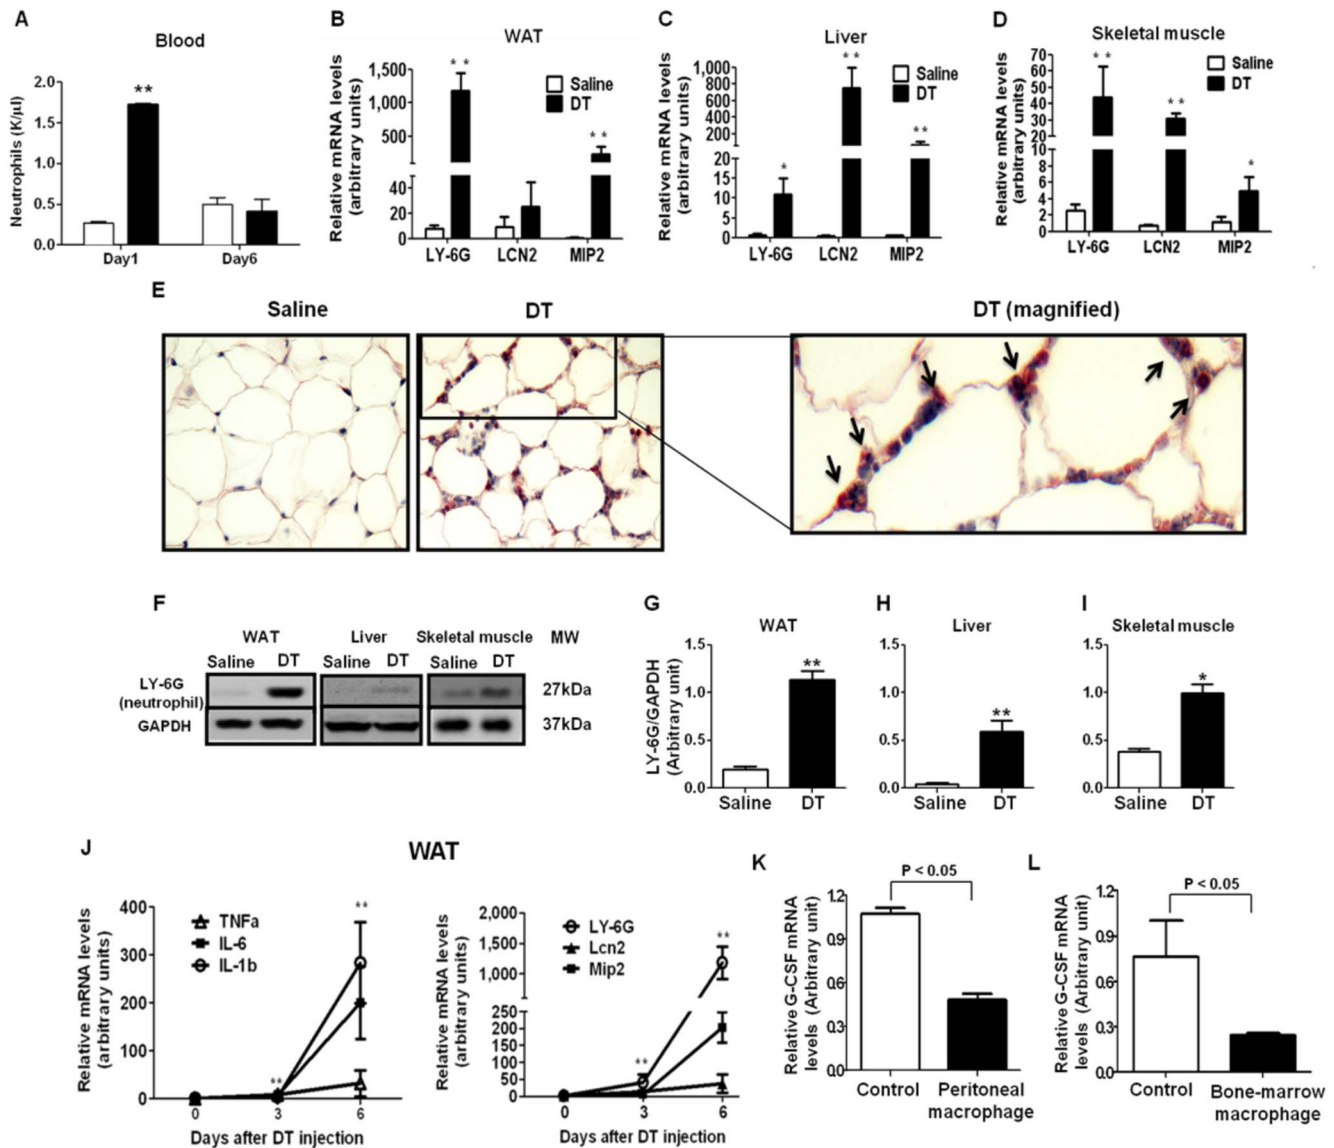 A
Blood
Neutrophils (K/µl)
2.0
1.5
1.0
0.5
0.0
**
Day1
Day6
B
WAT
Relative mRNA levels
(arbitrary units)
1,500
1,000
500
40
20
0
* *
* *
Saline
DT
LY-6G
LCN2
MIP2
C
Liver
Relative mRNA levels
(arbitrary units)
1,000
800
600
400
200
20
15
10
5
0
*
* *
**
Saline
DT
LY-6G
LCN2
MIP2
D
Skeletal muscle
Relative mRNA levels
(arbitrary units)
70
60
50
40
30
20
10
8
6
4
2
0
* *
* *
*
Saline
DT
LY-6G
LCN2
MIP2
E
Saline
DT
DT (magnified)
F
WAT
Liver
Skeletal muscle
MW
Saline
DT
Saline
DT
Saline
DT
LY-6G
(neutrophil)
27kDa
GAPDH
37kDa
G
WAT
LY-6G/GAPDH
(Arbitrary unit)
1.5
1.0
0.5
0.0
**
Saline
DT
H
Liver
1.5
1.0
0.5
0.0
**
Saline
DT
I
Skeletal muscle
1.5
1.0
0.5
0.0
*
Saline
DT
J
WAT
Relative mRNA levels
(arbitrary units)
400
300
200
100
0
TNFa
IL-6
IL-1b
**
**
0
3
6
Days after DT injection
Relative mRNA levels
(arbitrary units)
2,000
1,500
1,000
250
200
150
100
50
0
LY-6G
Lcn2
Mip2
**
**
0
3
6
Days after DT injection
K
P < 0.05
Relative G-CSF mRNA
levels (Arbitrary unit)
1.2
0.9
0.6
0.3
0.0
Control
Peritoneal
macrophage
L
P < 0.05
Relative G-CSF mRNA
levels (Arbitrary unit)
1.2
0.9
0.6
0.3
0.0
Control
Bone-marrow
macrophage